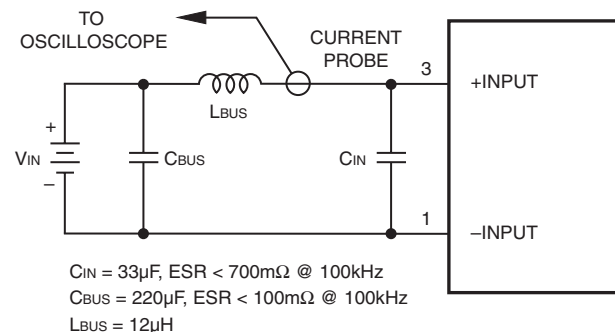 TO
OSCILLOSCOPE
CURRENT
PROBE
3
+INPUT
LBUS
+
VIN
–
CBUS
CIN
1
–INPUT
CIN = 33µF, ESR < 700mΩ @ 100kHz
CBUS = 220µF, ESR < 100mΩ @ 100kHz
LBUS = 12µH